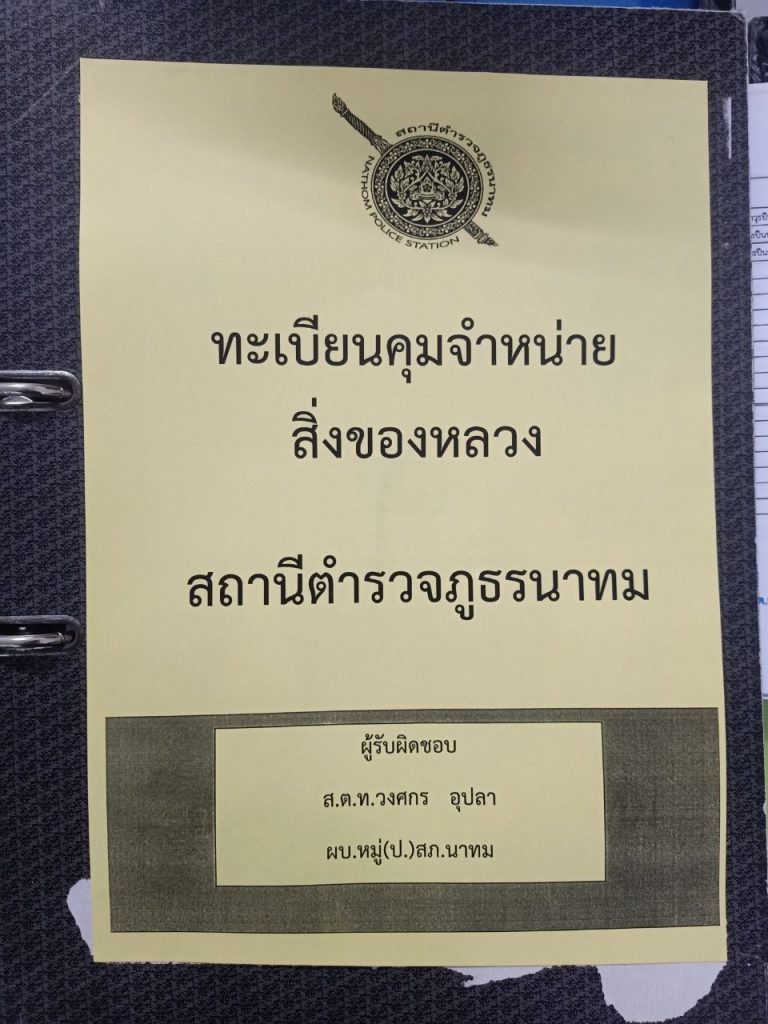 สถานีตำรวจภูธรนาทม
NATHOM POLICE STATION
ทะเบียนคุมจำหน่าย
สิ่งของหลวง
สถานีตำรวจภูธรนาทม
ผู้รับผิดชอบ
ส.ต.ท.วงศกร อุปลา
ผบ.หมู่(ป.)สภ.นาทม